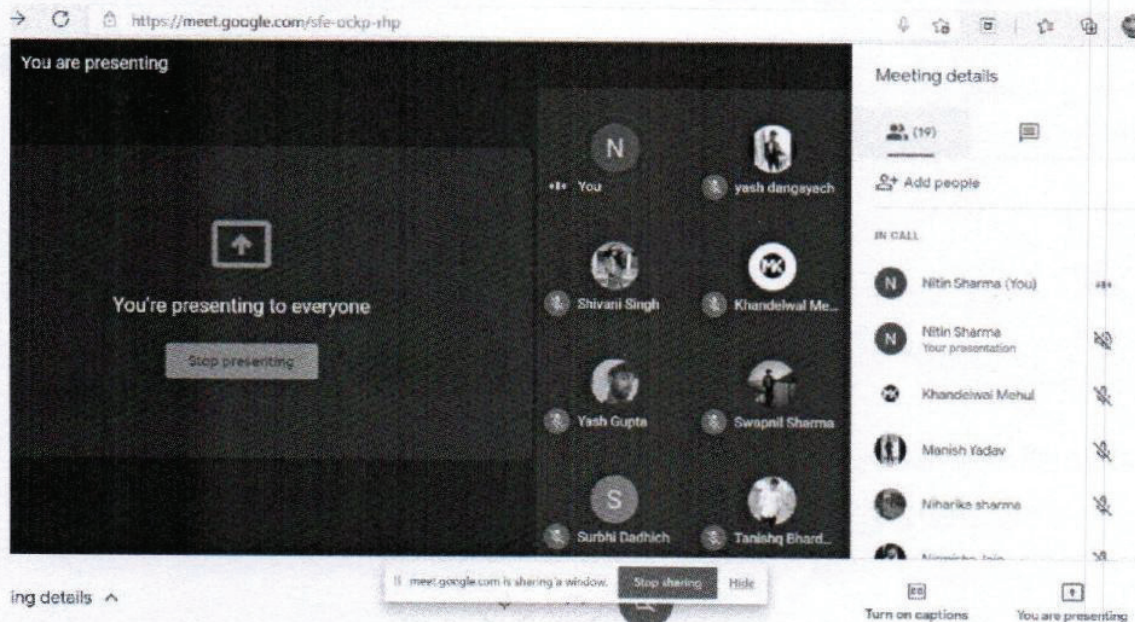 https://meet.google.com/sfe-ackp-rhp
You are presenting
You're presenting to everyone
Stop presenting
N
You
yash dangayach
Shivani Singh
MK
Khandelwal Me...
Yash Gupta
Swapnil Sharma
S
Surbhi Dadhich
Tanishq Bhard...
Meeting details
(19)
Add people
IN CALL
N
Nitin Sharma (You)
N
Nitin Sharma
Your presentation
MK
Khandelwal Mehul
Manish Yadav
Niharika sharma
ing details
meet.google.com is sharing a window.
Stop sharing
Hide
Turn on captions
You are presenting